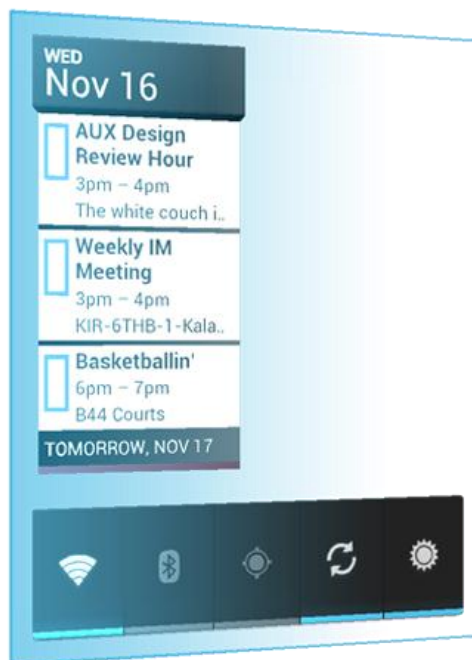 WED
Nov 16
AUX Design
Review Hour
3pm – 4pm
The white couch i..
Weekly IM
Meeting
3pm – 4pm
KIR-6THB-1-Kala..
Basketballin'
6pm – 7pm
B44 Courts
TOMORROW, NOV 17